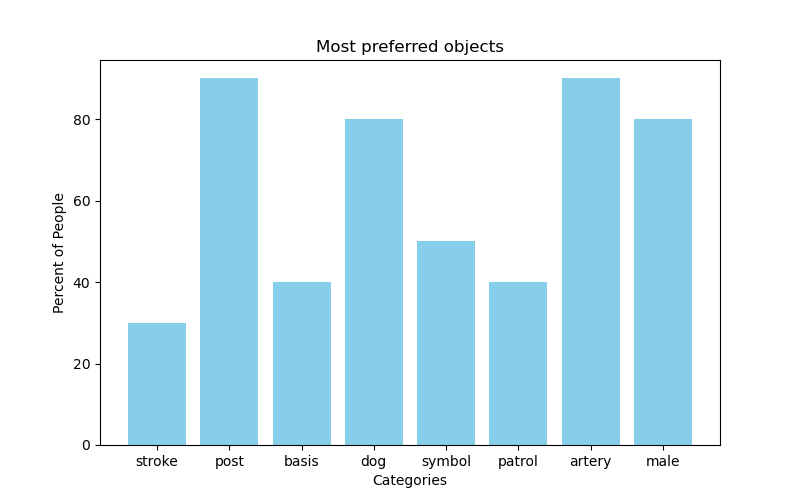 Most preferred objects
Percent of People
80
60
40
20
0
stroke post basis dog symbol patrol artery male
Categories